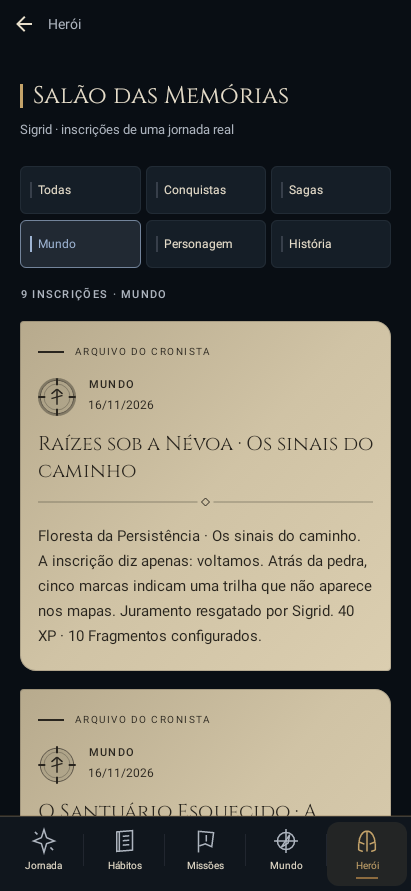 Herói
Salão das Memórias
Sigrid · inscrições de uma jornada real
Todas
Conquistas
Sagas
Mundo
Personagem
História
9 INSCRIÇÕES · MUNDO
ARQUIVO DO CRONISTA
MUNDO
16/11/2026
Raízes sob a Névoa · Os sinais do
caminho
Floresta da Persistência · Os sinais do caminho.
A inscrição diz apenas: voltamos. Atrás da pedra,
cinco marcas indicam uma trilha que não aparece
nos mapas. Juramento resgatado por Sigrid. 40
XP · 10 Fragmentos configurados.
ARQUIVO DO CRONISTA
MUNDO
16/11/2026
O Santuário Esquecido · A
Jornada
Hábitos
Missões
Mundo
Herói